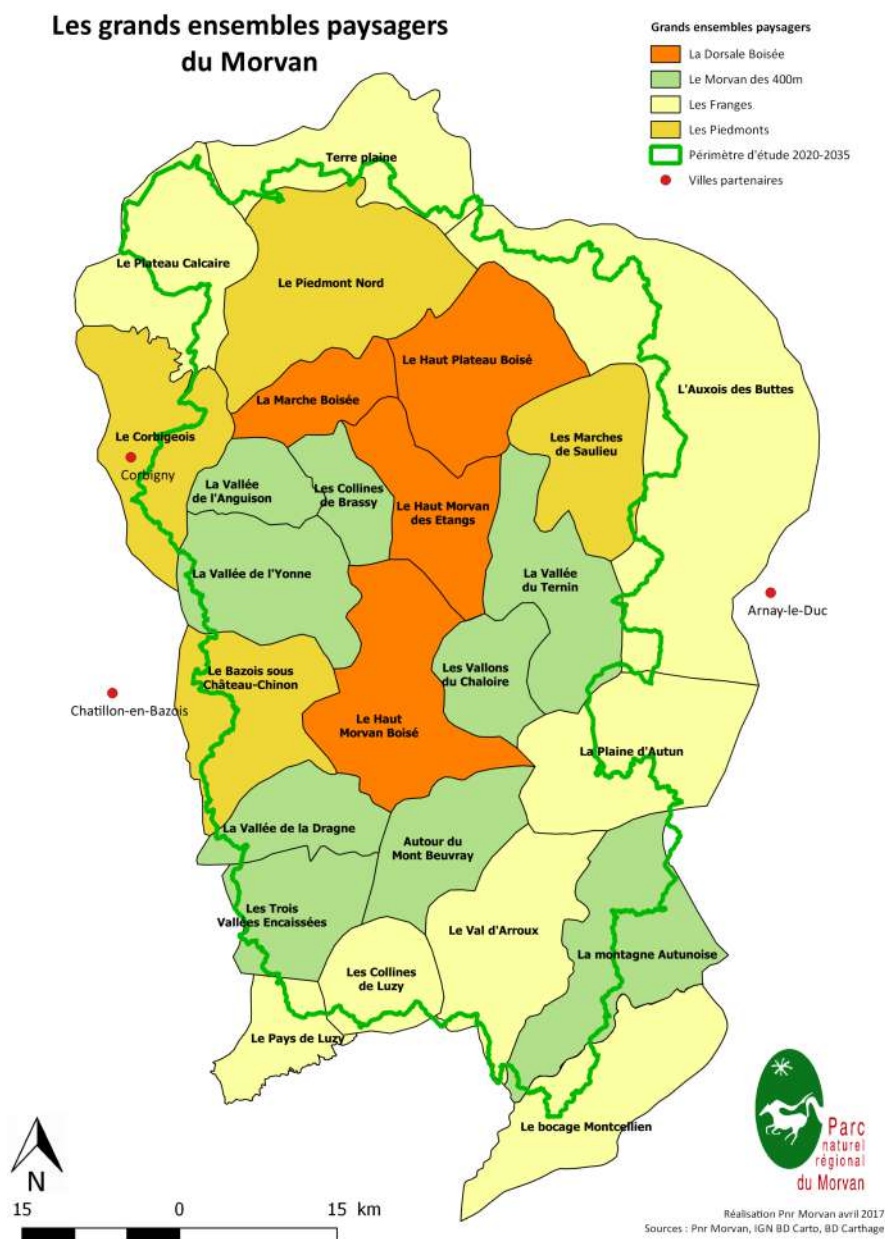 Les grands ensembles paysagers
du Morvan
Grands ensembles paysagers
La Dorsale Boisée
Le Morvan des 400m
Les Franges
Les Piedmonts
Périmètre d'étude 2020-2035
Villes partenaires
Terre plaine
Le Plateau Calcaire
Le Piedmont Nord
Le Haut Plateau Boisé
L'Auxois des Buttes
La Marche Boisée
Le Corbigeois
Les Marches
de Saulieu
Corbigny
La Vallée
de l'Anguison
Les Collines
de Brassy
Le Haut Morvan
des Etangs
La Vallée de l'Yonne
La Vallée
du Ternin
Arnay-le-Duc
Le Bazois sous
Château-Chinon
Les Vallons
du Chaloire
Chatillon-en-Bazois
Le Haut
Morvan Boisé
La Plaine d'Autun
La Vallée de la Dragne
Autour du
Mont Beuvray
Les Trois
Vallées Encaissées
Le Val d'Arroux
La montagne Autunoise
Les Collines
de Luzy
Le Pays de Luzy
Le bocage Montcellien
Parc
naturel
régional
du Morvan
N
15 0 15 km
Réalisation Pnr Morvan avril 2017
Sources : Pnr Morvan, IGN BD Carto, BD Carthage